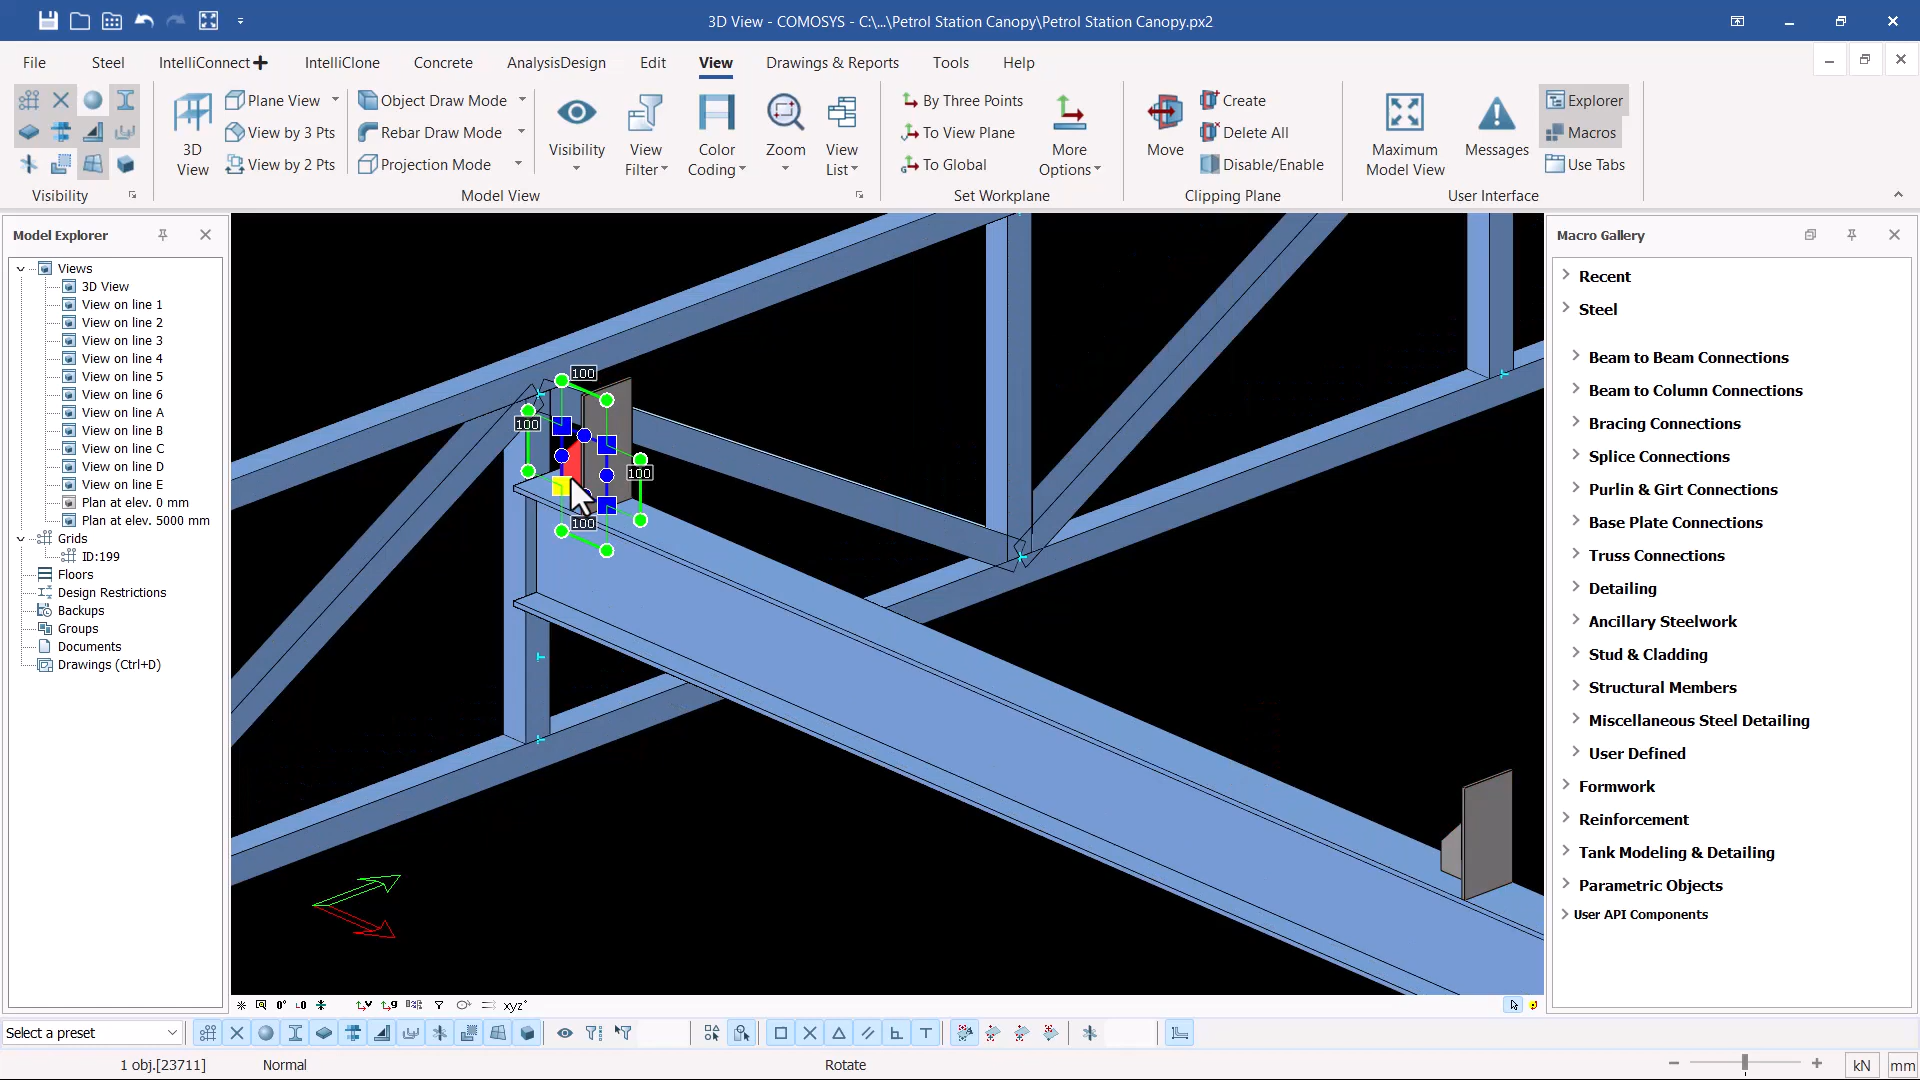 3D View - COMOSYS - C:\...\Petrol Station Canopy\Petrol Station Canopy.px2
File Steel IntelliConnect IntelliClone Concrete AnalysisDesign Edit View Drawings & Reports Tools Help
3D View
Plane View
View by 3 Pts
View by 2 Pts
Object Draw Mode
Rebar Draw Mode
Projection Mode
Visibility
View Filter
Color Coding
Zoom
View List
By Three Points
To View Plane
To Global
More Options
Move
Create
Delete All
Disable/Enable
Maximum Model View
Messages
Explorer
Macros
Use Tabs
Visibility
Model View
Set Workplane
Clipping Plane
User Interface
Model Explorer
Views
3D View
View on line 1
View on line 2
View on line 3
View on line 4
View on line 5
View on line 6
View on line A
View on line B
View on line C
View on line D
View on line E
Plan at elev. 0 mm
Plan at elev. 5000 mm
Grids
ID:199
Floors
Design Restrictions
Backups
Groups
Documents
Drawings (Ctrl+D)
100
100
100
100
Macro Gallery
Recent
Steel
Beam to Beam Connections
Beam to Column Connections
Bracing Connections
Splice Connections
Purlin & Girt Connections
Base Plate Connections
Truss Connections
Detailing
Ancillary Steelwork
Stud & Cladding
Structural Members
Miscellaneous Steel Detailing
User Defined
Formwork
Reinforcement
Tank Modeling & Detailing
Parametric Objects
User API Components
xyz
Select a preset
1 obj.[23711]
Normal
Rotate
kN
mm